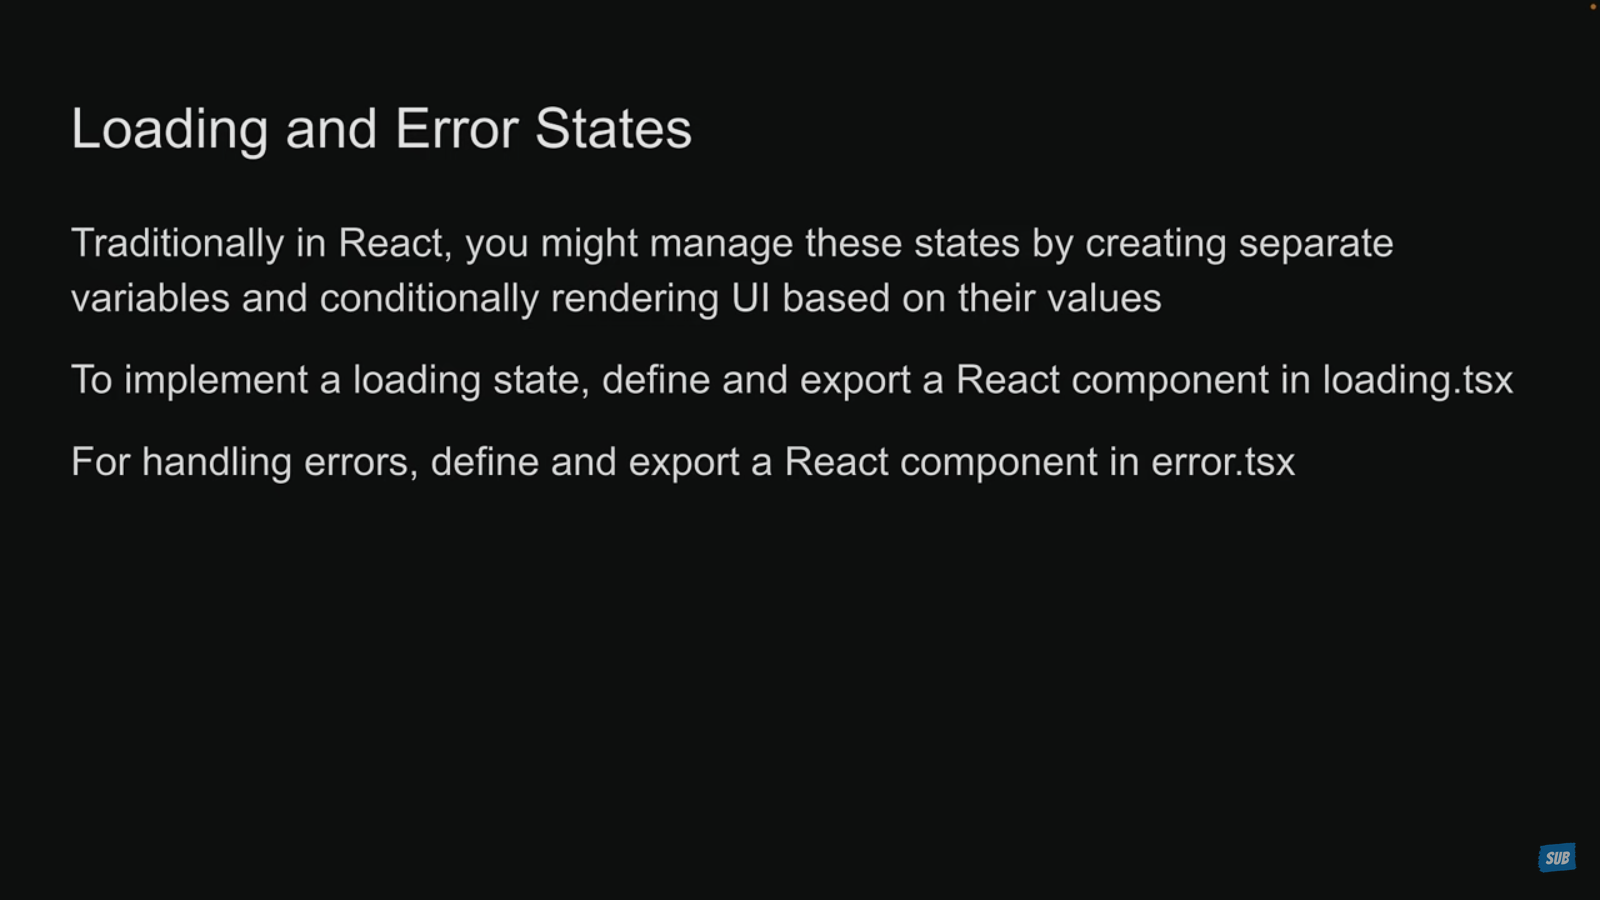 Loading and Error States
Traditionally in React, you might manage these states by creating separate
variables and conditionally rendering UI based on their values
To implement a loading state, define and export a React component in loading.tsx
For handling errors, define and export a React component in error.tsx
SUB